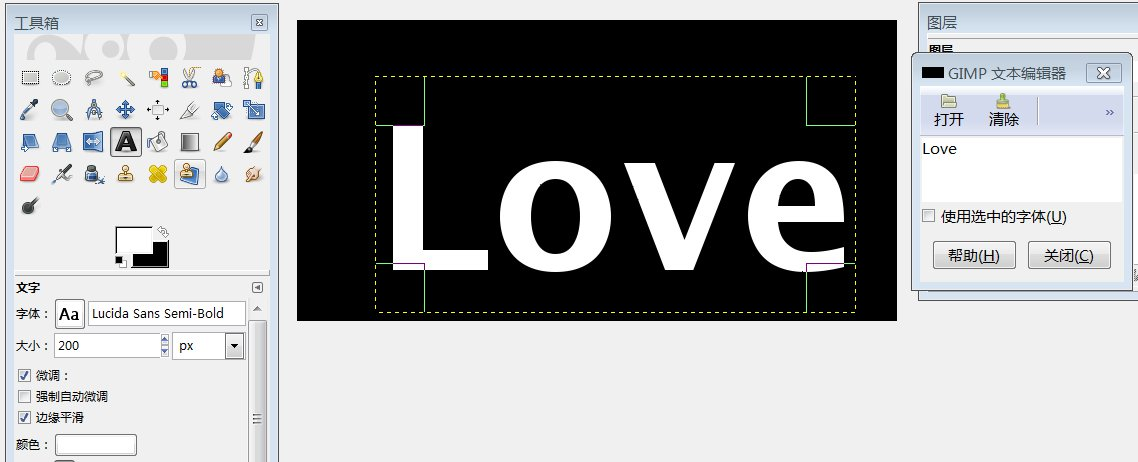 工具箱
文字
字体：
Aa
Lucida Sans Semi-Bold
大小：
200
px
微调：
强制自动微调
边缘平滑
颜色：
Love
图层
图层
GIMP 文本编辑器
打开
清除
»
Love
使用选中的字体(U)
帮助(H)
关闭(C)